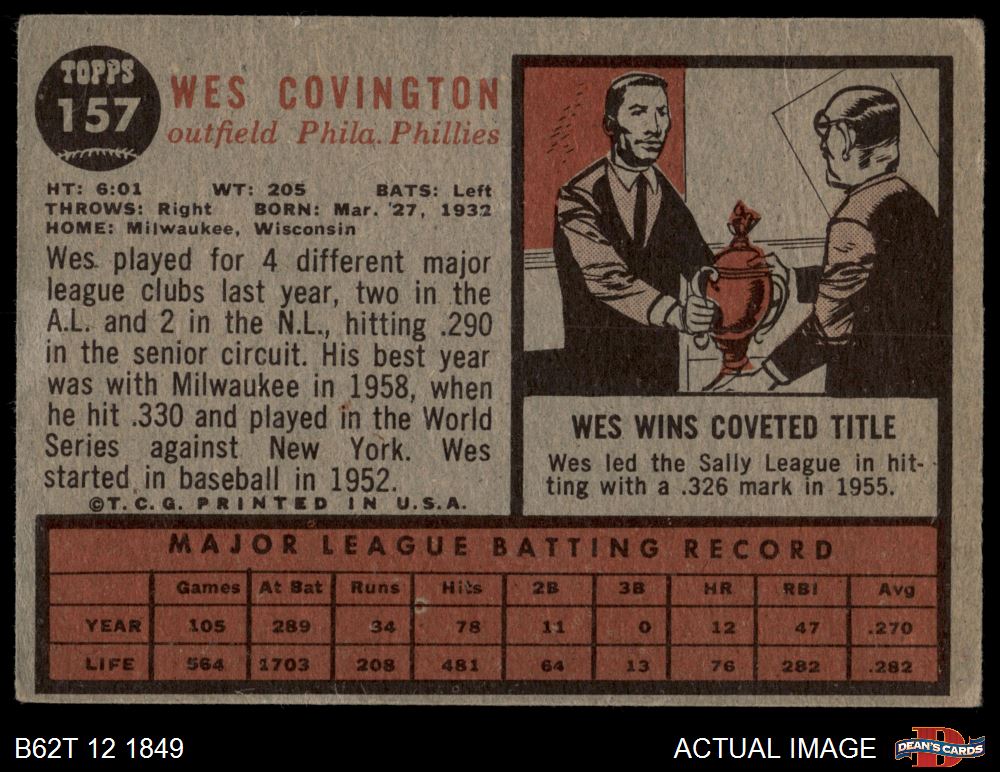 TOPPS
157
WES COVINGTON
outfield Phila. Phillies
HT: 6:01 WT: 205 BATS: Left
THROWS: Right BORN: Mar. 27, 1932
HOME: Milwaukee, Wisconsin
Wes played for 4 different major
league clubs last year, two in the
A.L. and 2 in the N.L., hitting .290
in the senior circuit. His best year
was with Milwaukee in 1958, when
he hit .330 and played in the World
Series against New York. Wes
started in baseball in 1952.
©T.C.G. PRINTED IN U.S.A.
WES WINS COVETED TITLE
Wes led the Sally League in hit-
ting with a .326 mark in 1955.
MAJOR LEAGUE BATTING RECORD
Games At Bat Runs Hits 2B 3B HR RBI Avg
YEAR 105 289 34 78 11 0 12 47 .270
LIFE 564 1703 208 481 64 13 76 282 .282
B62T 12 1849
ACTUAL IMAGE
D
DEAN'S CARDS